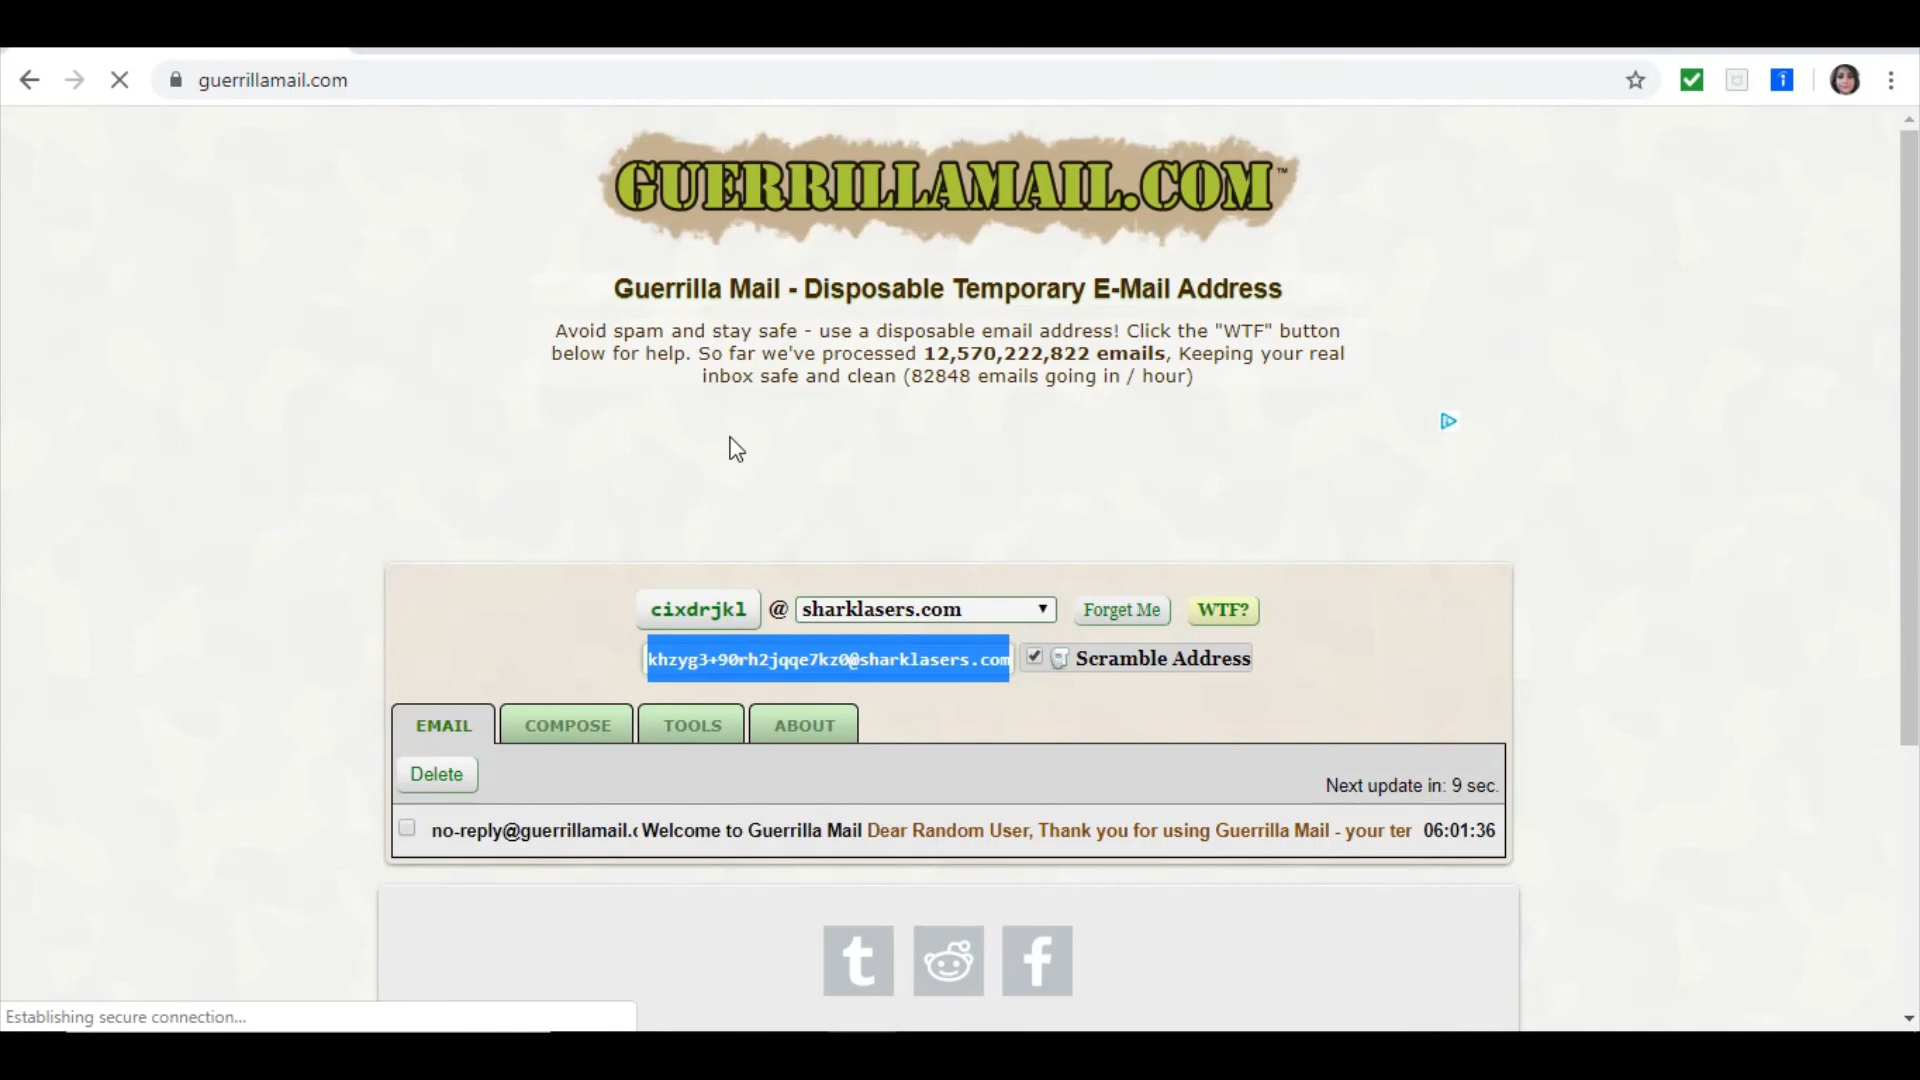 guerrillamail.com
GUERRILLAMAIL.COM™
Guerrilla Mail - Disposable Temporary E-Mail Address
Avoid spam and stay safe - use a disposable email address! Click the "WTF" button
below for help. So far we've processed 12,570,222,822 emails, Keeping your real
inbox safe and clean (82848 emails going in / hour)
cixdrjkl @ sharklasers.com Forget Me WTF?
khzyg3+90rh2jqqe7kz0@sharklasers.com Scramble Address
EMAIL COMPOSE TOOLS ABOUT
Delete
Next update in: 9 sec.
no-reply@guerrillamail.c Welcome to Guerrilla Mail Dear Random User, Thank you for using Guerrilla Mail - your ter 06:01:36
Establishing secure connection...